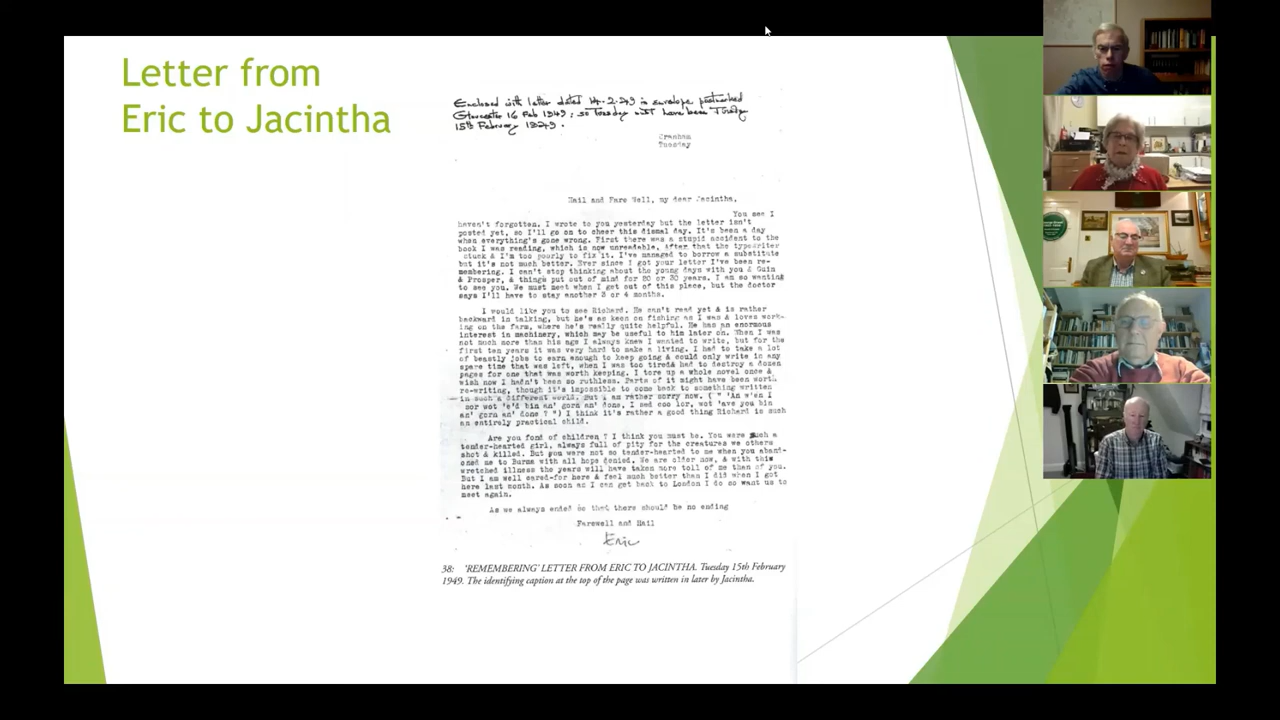 Letter from
Eric to Jacintha
Enclosed with letter dated 14.2.49 in envelope postmarked
Gloucester 16 Feb 1949; so Tuesday must have been Tuesday
15th February 1949.
Cranham
Tuesday
Hail and Fare Well, my dear Jacintha,
You see I
haven't forgotten. I wrote to you yesterday but the letter isn't
posted yet, so I'll go on to cheer this dismal day. It's been a day
when everything's gone wrong. First there was a stupid accident to the
book I was reading, which is now unreadable. After that the typewriter
stuck & I'm too poorly to fix it. I've managed to borrow a substitute
but it's not much better. Ever since I got your letter I've been re-
membering. I can't stop thinking about the young days with you & Guin
& Prosper, & things put out of mind for 20 or 30 years. I am so wanting
to see you. We must meet when I get out of this place, but the doctor
says I'll have to stay another 3 or 4 months.
I would like you to see Richard. He can't read yet & is rather
backward in talking, but he's as keen on fishing as I was & loves work-
ing on the farm, where he's really quite helpful. He has an enormous
interest in machinery, which may be useful to him later on. When I was
not much more than his age I always knew I wanted to write, but for the
first ten years it was very hard to make a living. I had to take a lot
of beastly jobs to earn enough to keep going & could only write in any
spare time that was left, when I was too tired& had to destroy a dozen
pages for one that was worth keeping. I tore up a whole novel once &
wish now I hadn't been so ruthless. Parts of it might have been worth
re-writing, though it's impossible to come back to something written
in such a different world. But I am rather sorry now. (" 'An w'en I
sor wot 'e'd bin an' gorn an' done, I sed coo lor, wot 'ave you bin
an' gorn an' done ? ") I think it's rather a good thing Richard is such
an entirely practical child.
Are you fond of children ? I think you must be. You were such a
tender-hearted girl, always full of pity for the creatures we others
shot & killed. But you were not so tender-hearted to me when you aband-
oned me to Burma with all hopes denied. We are older now, & with this
wretched illness the years will have taken more toll of me than of you.
But I am well cared-for here & feel much better than I did when I got
here last month. As soon as I can get back to London I do so want us to
meet again.
As we always ended so that there should be no ending
Farewell and Hail
Eric
38: 'REMEMBERING' LETTER FROM ERIC TO JACINTHA. Tuesday 15th February
1949. The identifying caption at the top of the page was written in later by Jacintha.